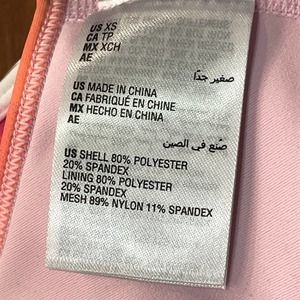 US XS
CA TP
MX XCH
AE
صغير جدًا
US MADE IN CHINA
CA FABRIQUÉ EN CHINE
MX HECHO EN CHINA
AE
صُنع في الصين
US SHELL 80% POLYESTER
20% SPANDEX
LINING 80% POLYESTER
20% SPANDEX
MESH 89% NYLON 11% SPANDEX